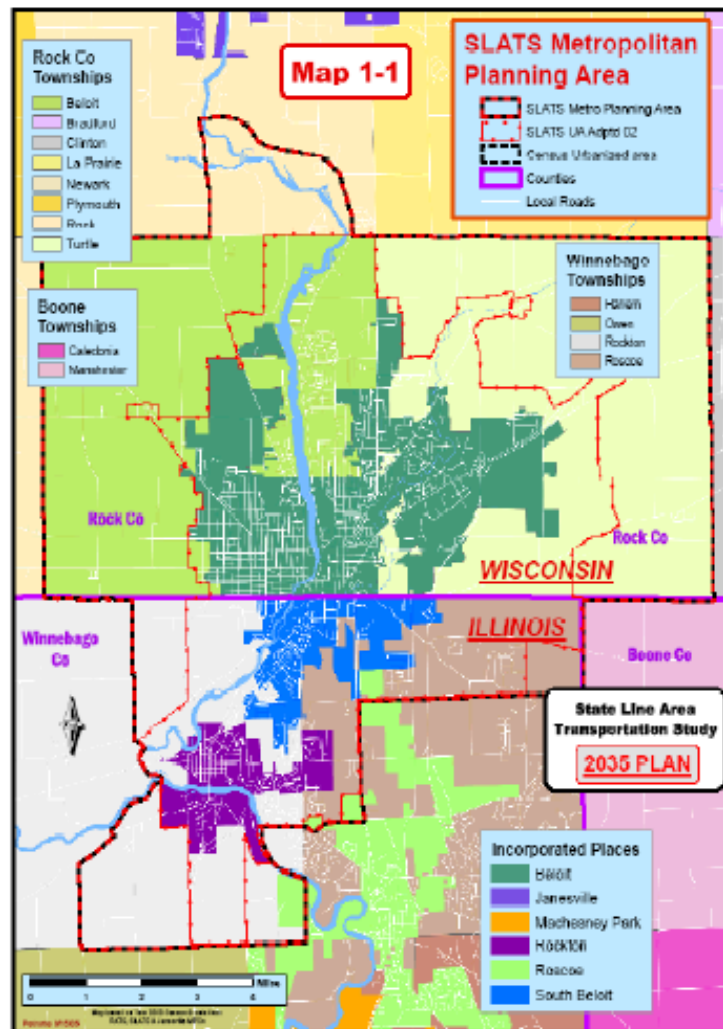 Map 1-1
SLATS Metropolitan
Planning Area
SLATS Metro Planning Area
SLATS UA Adptd 02
Census Urbanized area
Counties
Local Roads
Rock Co
Townships
Beloit
Bradford
Clinton
La Prairie
Newark
Plymouth
Rock
Turtle
Boone
Townships
Caledonia
Manchester
Winnebago
Townships
Harlem
Owen
Rockton
Roscoe
Rock Co
Rock Co
WISCONSIN
Winnebago
Co
ILLINOIS
Boone Co
State Line Area
Transportation Study
2035 PLAN
Incorporated Places
Beloit
Janesville
Machesney Park
Rockton
Roscoe
South Beloit
Miles
0 1 2 3 4